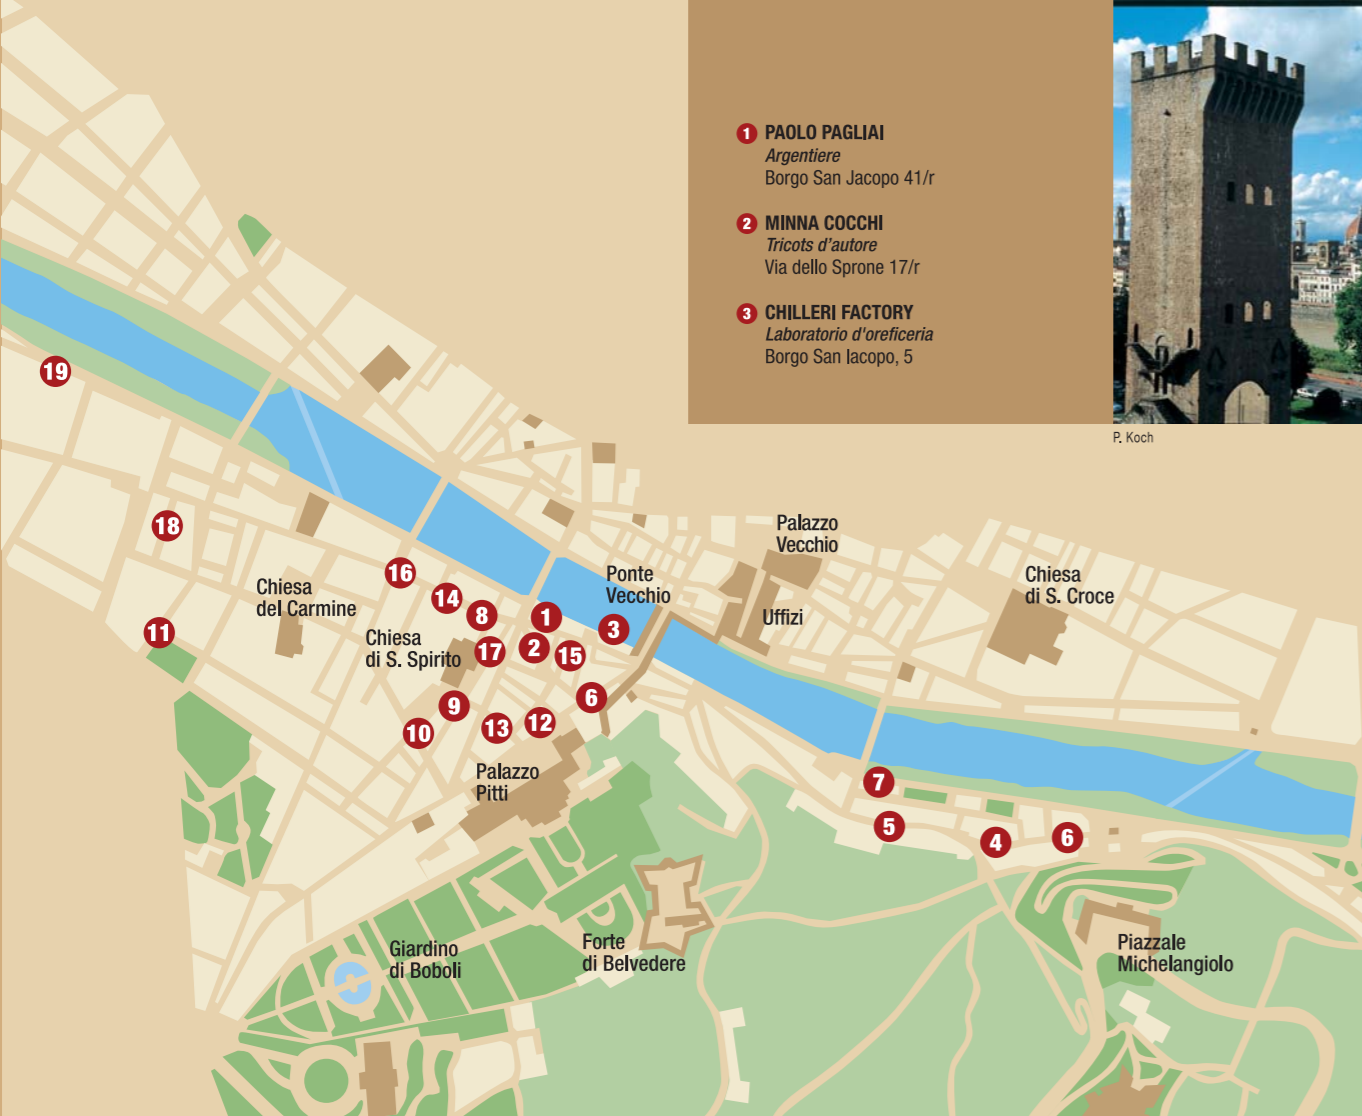 1 PAOLO PAGLIAI
Argentiere
Borgo San Jacopo 41/r
2 MINNA COCCHI
Tricots d'autore
Via dello Sprone 17/r
3 CHILLERI FACTORY
Laboratorio d'oreficeria
Borgo San Iacopo, 5
P. Koch
19
18
Palazzo
Vecchio
Ponte
Vecchio
Chiesa
di S. Croce
16
Chiesa
del Carmine
14
8
1
Uffizi
3
11
Chiesa
di S. Spirito
17
2
15
6
9
10
13
12
Palazzo
Pitti
7
5
4
6
Giardino
di Boboli
Forte
di Belvedere
Piazzale
Michelangiolo